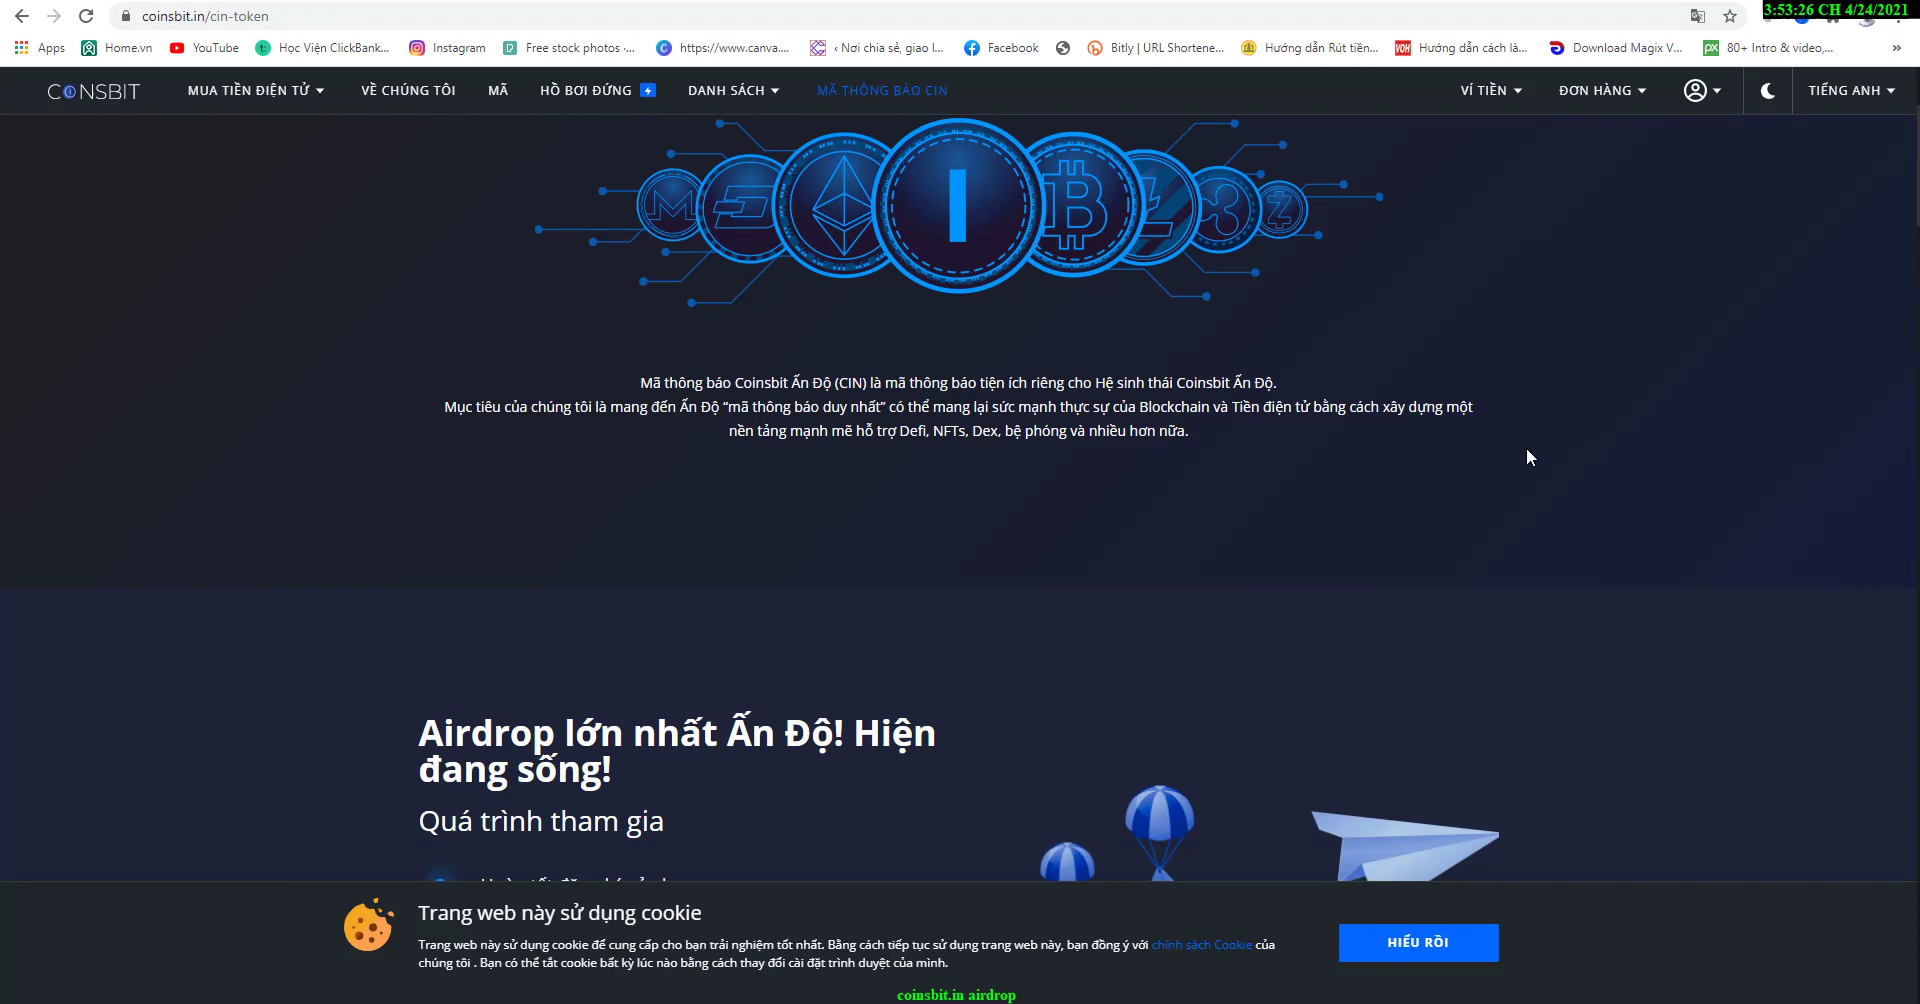 coinsbit.in/cin-token
3:53:26 CH 4/24/2021
Apps Home.vn YouTube Học Viện ClickBank... Instagram Free stock photos -... https://www.canva.... ‹ Nơi chia sẻ, giao l... Facebook Bitly | URL Shortene... Hướng dẫn Rút tiền... Hướng dẫn cách là... Download Magix V... 80+ Intro & video,... »
CONSBIT MUA TIỀN ĐIỆN TỬ VỀ CHÚNG TÔI MÃ HỒ BƠI ĐỨNG DANH SÁCH MÃ THÔNG BÁO CIN VÍ TIỀN ĐƠN HÀNG TIẾNG ANH
Mã thông báo Coinsbit Ấn Độ (CIN) là mã thông báo tiện ích riêng cho Hệ sinh thái Coinsbit Ấn Độ.
Mục tiêu của chúng tôi là mang đến Ấn Độ “mã thông báo duy nhất” có thể mang lại sức mạnh thực sự của Blockchain và Tiền điện tử bằng cách xây dựng một
nền tảng mạnh mẽ hỗ trợ Defi, NFTs, Dex, bệ phóng và nhiều hơn nữa.
Airdrop lớn nhất Ấn Độ! Hiện
đang sống!
Quá trình tham gia
Trang web này sử dụng cookie
Trang web này sử dụng cookie để cung cấp cho bạn trải nghiệm tốt nhất. Bằng cách tiếp tục sử dụng trang web này, bạn đồng ý với chính sách Cookie của
chúng tôi . Bạn có thể tắt cookie bất kỳ lúc nào bằng cách thay đổi cài đặt trình duyệt của mình.
HIỂU RỒI
coinsbit.in airdrop